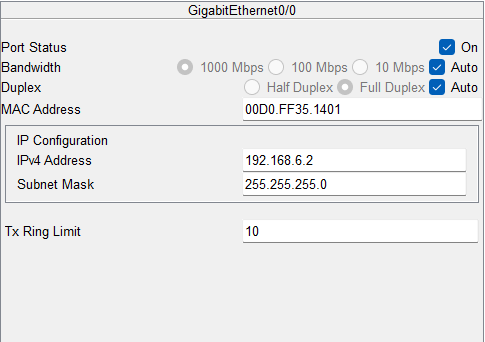 GigabitEthernet0/0
Port Status On
Bandwidth 1000 Mbps 100 Mbps 10 Mbps Auto
Duplex Half Duplex Full Duplex Auto
MAC Address 00D0.FF35.1401
IP Configuration
IPv4 Address 192.168.6.2
Subnet Mask 255.255.255.0
Tx Ring Limit 10